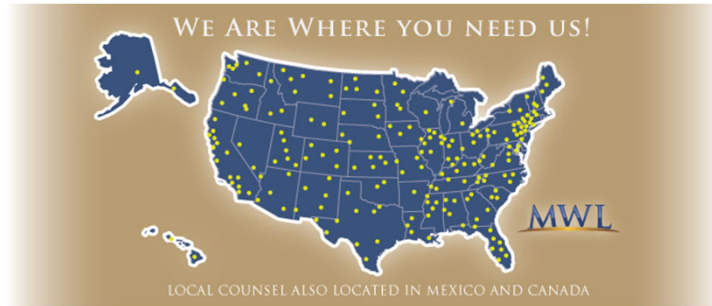 WE ARE WHERE YOU NEED US!
MWL
LOCAL COUNSEL ALSO LOCATED IN MEXICO AND CANADA